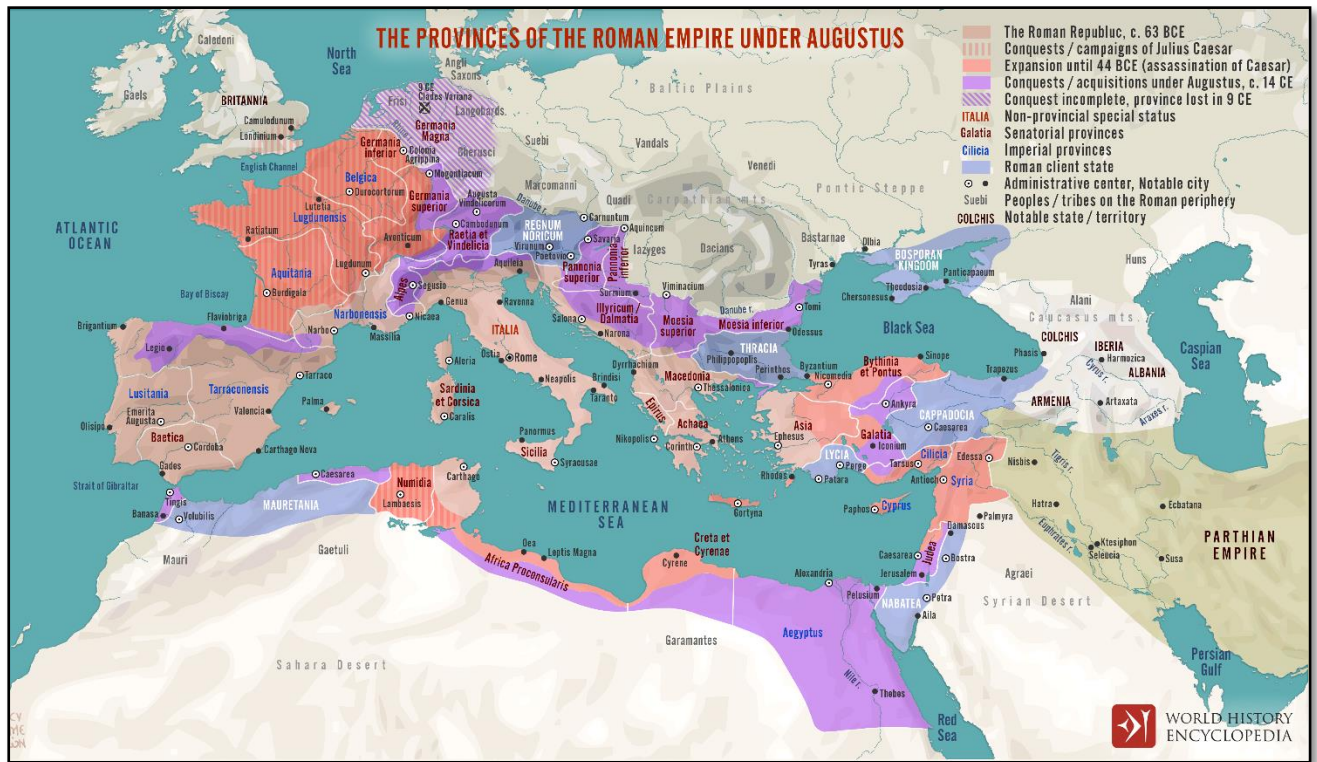 THE PROVINCES OF THE ROMAN EMPIRE UNDER AUGUSTUS
The Roman Republuc, c. 63 BCE
Conquests / campaigns of Julius Caesar
Expansion until 44 BCE (assassination of Caesar)
Conquests / acquisitions under Augustus, c. 14 CE
Conquest incomplete, province lost in 9 CE
ITALIA Non-provincial special status
Galatia Senatorial provinces
Cilicia Imperial provinces
Roman client state
Administrative center, Notable city
Suebi Peoples / tribes on the Roman periphery
COLCHIS Notable state / territory
Caledoni
North
Sea
Gaels
BRITANNIA
Camulodunum
Londinium
English Channel
Angli
Saxons
9 CE
Clades Variana
Frisi
Langobards
Germania
Magna
Cherusci
Baltic Plains
Suebi
Vandals
Venedi
Marcomanni
Quadi
Carpathian mts.
Pontic Steppe
Germania
inferior
Colonia
Agrippina
Mogontiacum
Belgica
Durocortorum
Lutetia
Lugdunensis
Germania
superior
Augusta
Vindelicorum
Cambodunum
Raetia et
Vindelicia
Danube r.
REGNUM
NORICUM
Virunum
Poetovio
Carnuntum
Savaria
Aquincum
Pannonia
superior
Pannonia
inferior
Iazyges
Dacians
Bastarnae
Tyras
Olbia
BOSPORAN
KINGDOM
Panticapaeum
Theodosia
Chersonesus
Huns
Alani
Caucasus mts.
ATLANTIC
OCEAN
Ratiatum
Aventicum
Aquitania
Lugdunum
Burdigala
Bay of Biscay
Alpes
Segusio
Aquileia
Genua
Ravenna
Nicaea
Narbonensis
Narbo
Massilia
Brigantium
Flaviobriga
Legio
Lusitania
Tarraconensis
Tarraco
Emerita
Augusta
Valencia
Palma
Olisipo
Baetica
Cordoba
Carthago Nova
Gades
Strait of Gibraltar
ITALIA
Ostia
Rome
Aleria
Sardinia
et Corsica
Caralis
Neapolis
Brindisi
Taranto
Panormus
Sicilia
Syracusae
Salona
Narona
Illyricum/
Dalmatia
Sirmium
Viminacium
Moesia
superior
Danube r.
Moesia inferior
Tomi
Odessus
THRACIA
Philippopolis
Perinthos
Byzantium
Dyrrhachium
Macedonia
Thessalonica
Epirus
Nikopolis
Achaea
Corinth
Athens
Black Sea
Bithynia
et Pontus
Nicomedia
Sinope
Trapezus
Phasis
COLCHIS
IBERIA
Harmozica
ALBANIA
Cyrus r.
ARMENIA
Artaxata
Araxes r.
Caspian
Sea
Ankyra
CAPPADOCIA
Caesarea
Asia
Ephesus
Galatia
Iconium
LYCIA
Perge
Patara
Rhodos
Cilicia
Tarsus
Edessa
Antioch
Syria
Nisbis
Tigris r.
Hatra
Ecbatana
Paphos
Cyprus
Palmyra
Damascus
Euphrates r.
Ktesiphon
Seleucia
Susa
PARTHIAN
EMPIRE
Caesarea
Judea
Bostra
Jerusalem
Agraei
Syrian Desert
Pelusium
NABATEA
Petra
Aila
MEDITERRANEAN
SEA
Gortyna
Tingis
Banasa
Volubilis
Caesarea
MAURETANIA
Numidia
Lambaesis
Carthago
Mauri
Gaetuli
Oea
Leptis Magna
Africa Proconsularis
Creta et
Cyrenae
Cyrene
Alexandria
Aegyptus
Garamantes
Sahara Desert
Nile r.
Thebes
Red
Sea
Persian
Gulf
WORLD HISTORY
ENCYCLOPEDIA